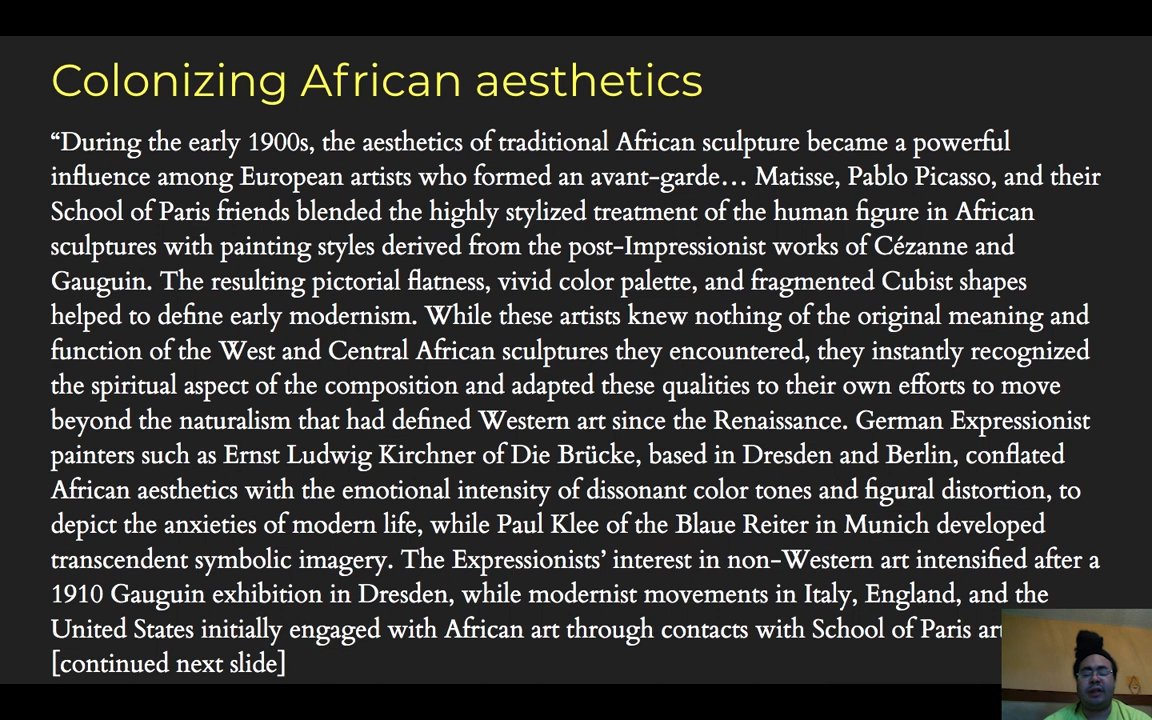 Colonizing African aesthetics
“During the early 1900s, the aesthetics of traditional African sculpture became a powerful
influence among European artists who formed an avant-garde… Matisse, Pablo Picasso, and their
School of Paris friends blended the highly stylized treatment of the human figure in African
sculptures with painting styles derived from the post-Impressionist works of Cézanne and
Gauguin. The resulting pictorial flatness, vivid color palette, and fragmented Cubist shapes
helped to define early modernism. While these artists knew nothing of the original meaning and
function of the West and Central African sculptures they encountered, they instantly recognized
the spiritual aspect of the composition and adapted these qualities to their own efforts to move
beyond the naturalism that had defined Western art since the Renaissance. German Expressionist
painters such as Ernst Ludwig Kirchner of Die Brücke, based in Dresden and Berlin, conflated
African aesthetics with the emotional intensity of dissonant color tones and figural distortion, to
depict the anxieties of modern life, while Paul Klee of the Blaue Reiter in Munich developed
transcendent symbolic imagery. The Expressionists’ interest in non-Western art intensified after a
1910 Gauguin exhibition in Dresden, while modernist movements in Italy, England, and the
United States initially engaged with African art through contacts with School of Paris
[continued next slide]